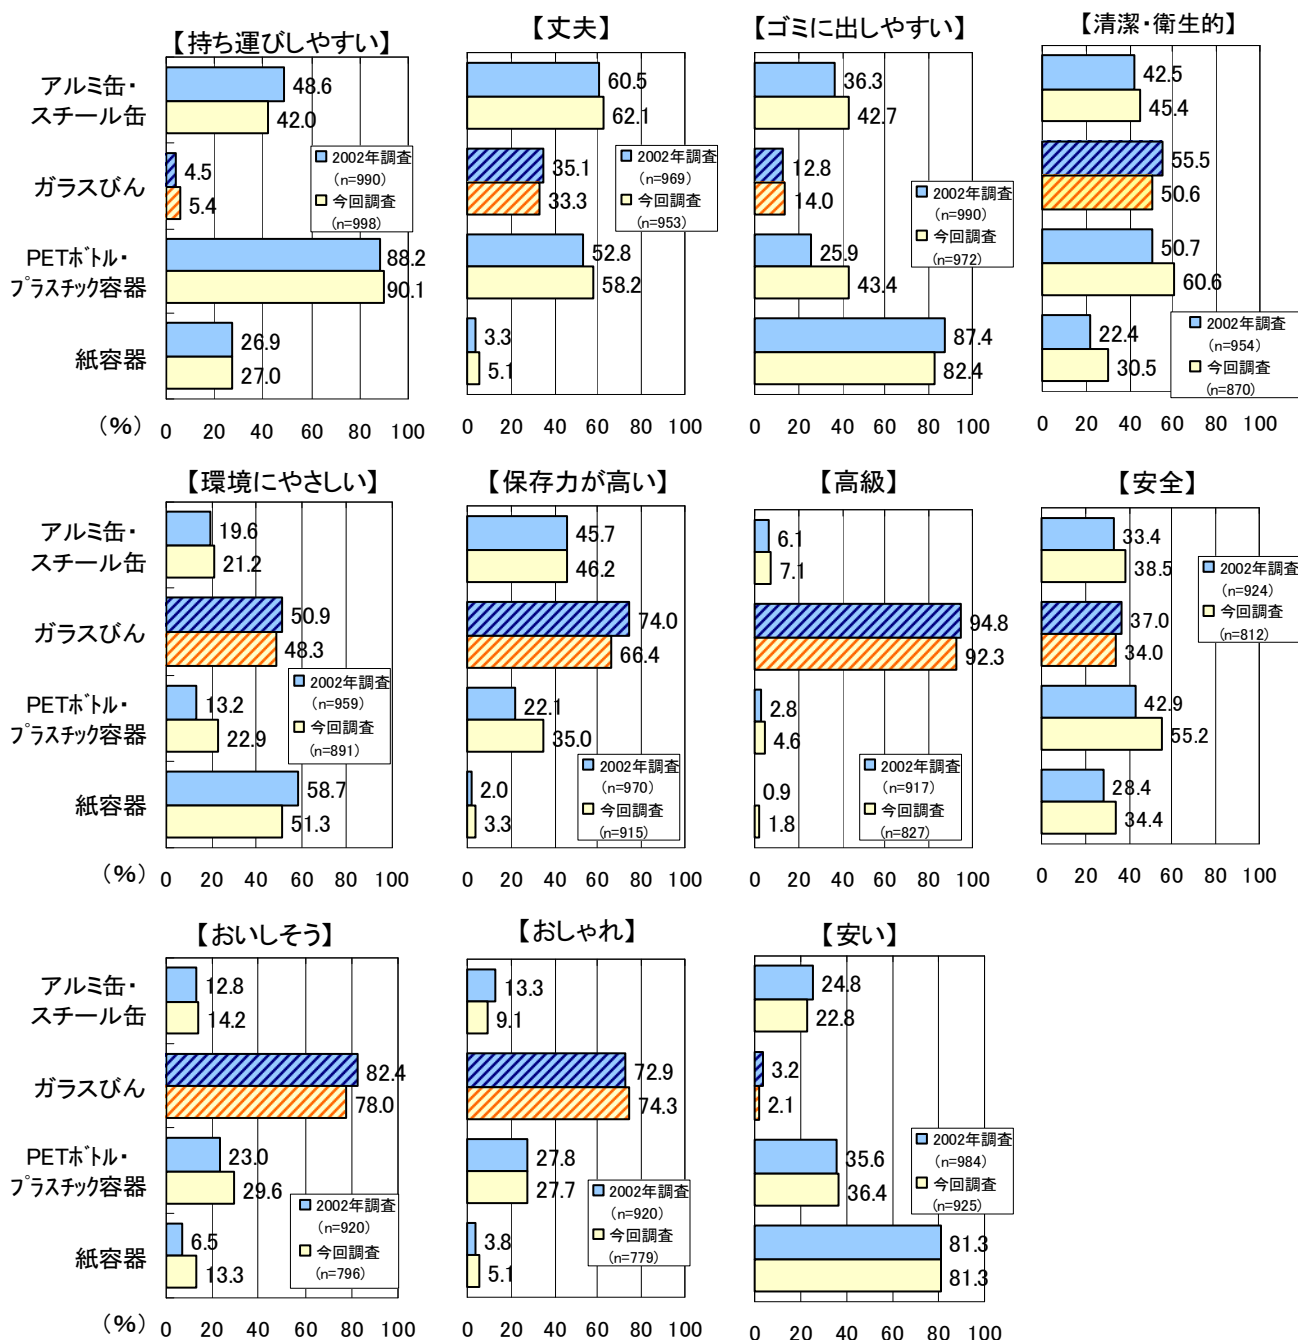 【持ち運びしやすい】
アルミ缶・
スチール缶
ガラスびん
PETボトル・
プラスチック容器
紙容器
(%)
48.6
42.0
4.5
5.4
88.2
90.1
26.9
27.0
2002年調査
(n=990)
今回調査
(n=998)
0 20 40 60 80 100
【丈夫】
60.5
62.1
35.1
33.3
52.8
58.2
3.3
5.1
2002年調査
(n=969)
今回調査
(n=953)
0 20 40 60 80 100
【ゴミに出しやすい】
36.3
42.7
12.8
14.0
25.9
43.4
87.4
82.4
2002年調査
(n=990)
今回調査
(n=972)
0 20 40 60 80 100
【清潔・衛生的】
42.5
45.4
55.5
50.6
50.7
60.6
22.4
30.5
2002年調査
(n=954)
今回調査
(n=870)
0 20 40 60 80 100
【環境にやさしい】
アルミ缶・
スチール缶
ガラスびん
PETボトル・
プラスチック容器
紙容器
(%)
19.6
21.2
50.9
48.3
13.2
22.9
58.7
51.3
2002年調査
(n=959)
今回調査
(n=891)
0 20 40 60 80 100
【保存力が高い】
45.7
46.2
74.0
66.4
22.1
35.0
2.0
3.3
2002年調査
(n=970)
今回調査
(n=915)
0 20 40 60 80 100
【高級】
6.1
7.1
94.8
92.3
2.8
4.6
0.9
1.8
2002年調査
(n=917)
今回調査
(n=827)
0 20 40 60 80 100
【安全】
33.4
38.5
37.0
34.0
42.9
55.2
28.4
34.4
2002年調査
(n=924)
今回調査
(n=812)
0 20 40 60 80 100
【おいしそう】
アルミ缶・
スチール缶
ガラスびん
PETボトル・
プラスチック容器
紙容器
(%)
12.8
14.2
82.4
78.0
23.0
29.6
6.5
13.3
2002年調査
(n=920)
今回調査
(n=796)
0 20 40 60 80 100
【おしゃれ】
13.3
9.1
72.9
74.3
27.8
27.7
3.8
5.1
2002年調査
(n=920)
今回調査
(n=779)
0 20 40 60 80 100
【安い】
24.8
22.8
3.2
2.1
35.6
36.4
81.3
81.3
2002年調査
(n=984)
今回調査
(n=925)
0 20 40 60 80 100